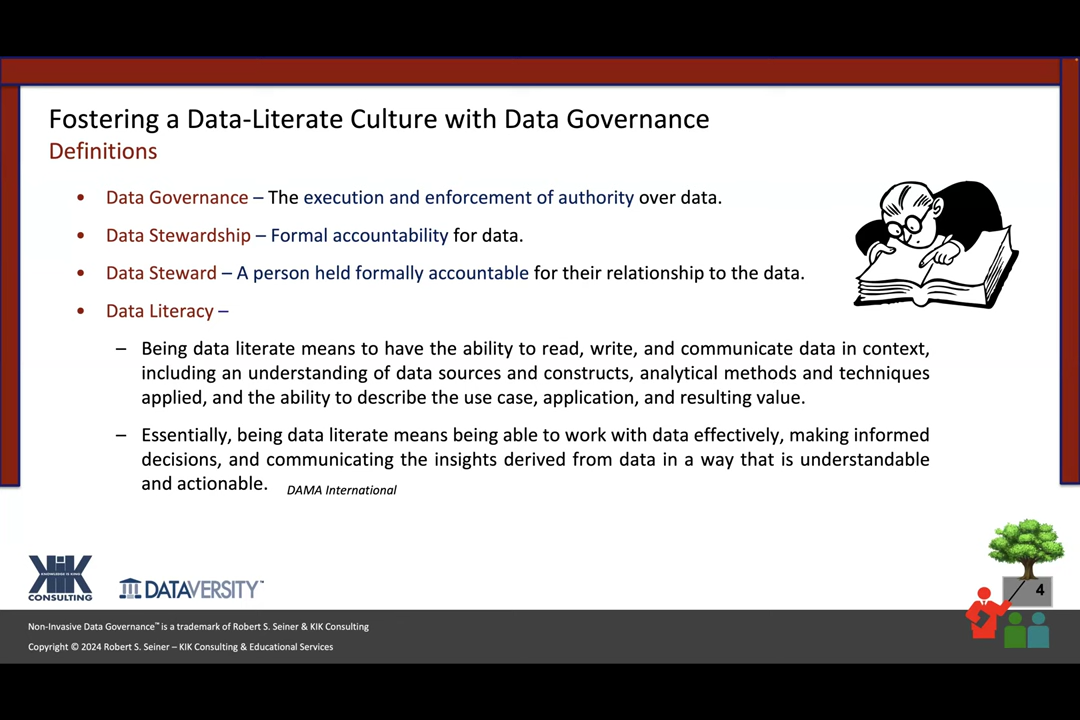 Fostering a Data-Literate Culture with Data Governance
Definitions
• Data Governance – The execution and enforcement of authority over data.
• Data Stewardship – Formal accountability for data.
• Data Steward – A person held formally accountable for their relationship to the data.
• Data Literacy –
– Being data literate means to have the ability to read, write, and communicate data in context,
including an understanding of data sources and constructs, analytical methods and techniques
applied, and the ability to describe the use case, application, and resulting value.
– Essentially, being data literate means being able to work with data effectively, making informed
decisions, and communicating the insights derived from data in a way that is understandable
and actionable. DAMA International
KIK
KNOWLEDGE IS KING
CONSULTING
DATAVERSITY™
4
Non-Invasive Data Governance™ is a trademark of Robert S. Seiner & KIK Consulting
Copyright © 2024 Robert S. Seiner – KIK Consulting & Educational Services